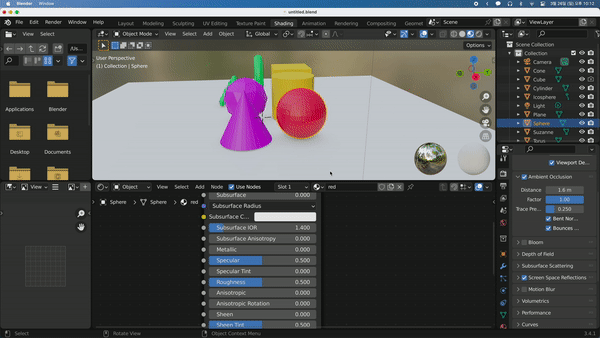 Blender Window
untitled.blend
File Edit Render Window Help Layout Modeling Sculpting UV Editing Texture Paint Shading Animation Rendering Compositing Scene ViewLayer
Object Mode View Select Add Object Global
Options
User Perspective
(1) Collection | Sphere
Applications Blender
Desktop Documents
Scene Collection
Collection
Camera
Cone
Cube
Cylinder
Icosphere
Light
Plane
Sphere
Suzanne
Torus
Viewport De...
Ambient Occlusion
Distance 1.6 m
Factor 1.00
Trace Pre... 0.250
Bent Nor...
Bounces ...
Bloom
Depth of Field
Subsurface Scattering
Screen Space Reflections
Motion Blur
Volumetrics
Performance
Curves
View
Object View Select Add Node Use Nodes Slot 1 red
Sphere Sphere red
Subsurface 0.000
Subsurface Radius
Subsurface C...
Subsurface IOR 1.400
Subsurface Anisotropy 0.000
Metallic 0.000
Specular 0.500
Specular Tint 0.000
Roughness 0.500
Anisotropic 0.000
Anisotropic Rotation 0.000
Sheen 0.000
Sheen Tint 0.500
Select Rotate View Object Context Menu 3.4.1